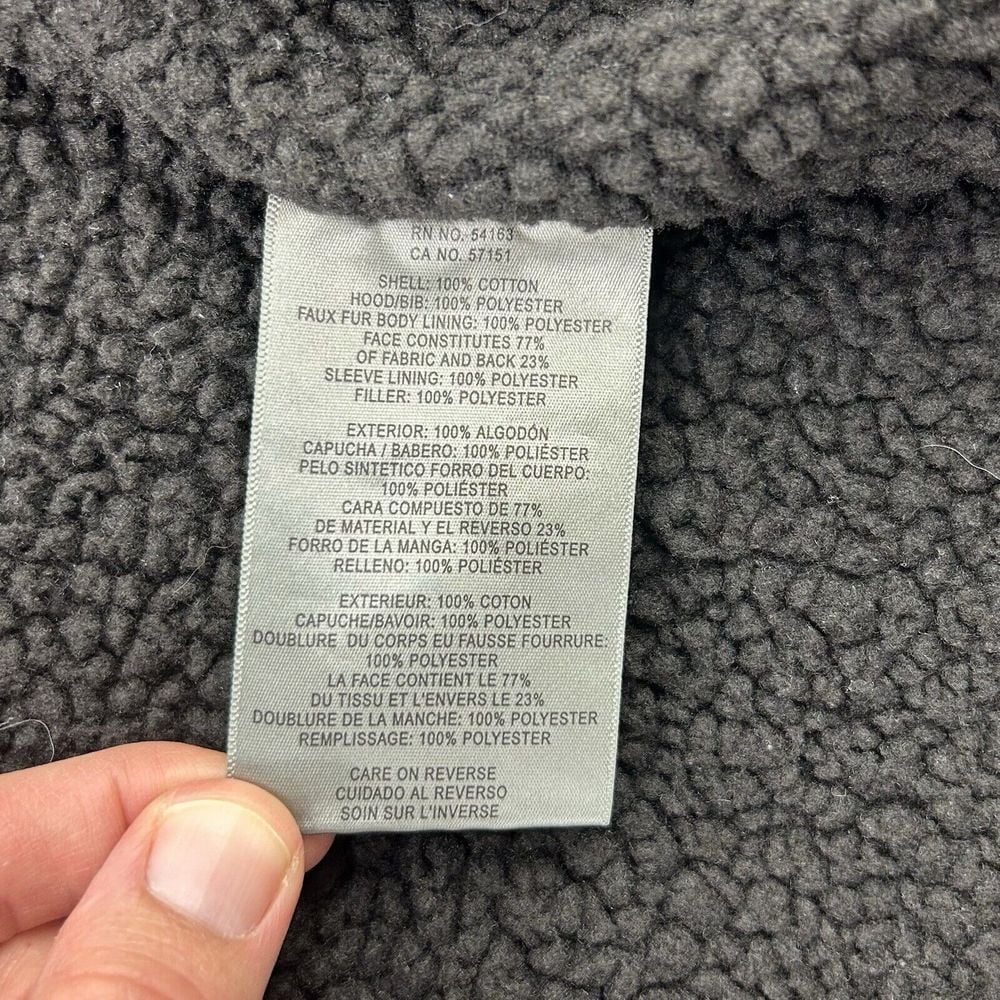 RN NO. 54163
CA NO. 57151
SHELL: 100% COTTON
HOOD/BIB: 100% POLYESTER
FAUX FUR BODY LINING: 100% POLYESTER
FACE CONSTITUTES 77%
OF FABRIC AND BACK 23%
SLEEVE LINING: 100% POLYESTER
FILLER: 100% POLYESTER
EXTERIOR: 100% ALGODÓN
CAPUCHA / BABERO: 100% POLIÉSTER
PELO SINTETICO FORRO DEL CUERPO:
100% POLIÉSTER
CARA COMPUESTO DE 77%
DE MATERIAL Y EL REVERSO 23%
FORRO DE LA MANGA: 100% POLIÉSTER
RELLENO: 100% POLIÉSTER
EXTERIEUR: 100% COTON
CAPUCHE/BAVOIR: 100% POLYESTER
DOUBLURE DU CORPS EU FAUSSE FOURRURE:
100% POLYESTER
LA FACE CONTIENT LE 77%
DU TISSU ET L'ENVERS LE 23%
DOUBLURE DE LA MANCHE: 100% POLYESTER
REMPLISSAGE: 100% POLYESTER
CARE ON REVERSE
CUIDADO AL REVERSO
SOIN SUR L'INVERSE